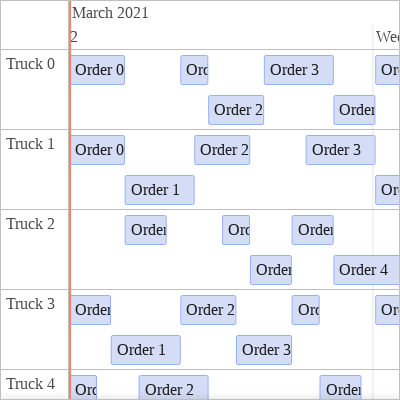 March 2021
2 Wee
Truck 0
Order 0 Ord Order 3 Ord
Order 2 Order
Truck 1
Order 0 Order 2 Order 3
Order 1 Ord
Truck 2
Order Ord Order
Order Order 4
Truck 3
Order Order 2 Ord Ord
Order 1 Order 3
Truck 4
Ord Order 2 Order